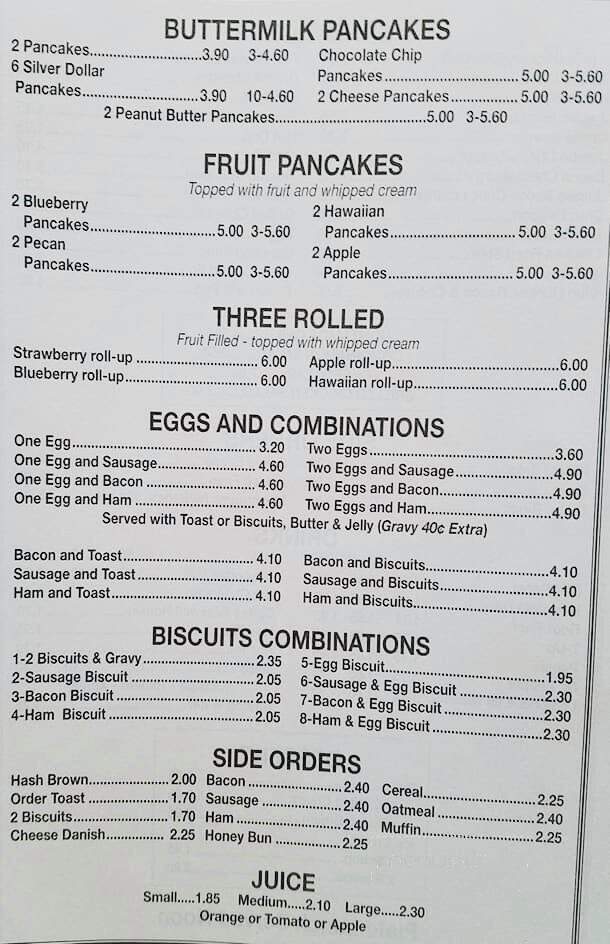 BUTTERMILK PANCAKES
2 Pancakes..............................3.90 3-4.60
6 Silver Dollar
Pancakes..............................3.90 10-4.60
Chocolate Chip
Pancakes..............................5.00 3-5.60
2 Cheese Pancakes...............5.00 3-5.60
2 Peanut Butter Pancakes......................................5.00 3-5.60
FRUIT PANCAKES
Topped with fruit and whipped cream
2 Blueberry
Pancakes..............................5.00 3-5.60
2 Pecan
Pancakes..............................5.00 3-5.60
2 Hawaiian
Pancakes..............................5.00 3-5.60
2 Apple
Pancakes..............................5.00 3-5.60
THREE ROLLED
Fruit Filled - topped with whipped cream
Strawberry roll-up ..............................6.00
Blueberry roll-up..............................6.00
Apple roll-up..............................6.00
Hawaiian roll-up..............................6.00
EGGS AND COMBINATIONS
One Egg..............................3.20
One Egg and Sausage..............................4.60
One Egg and Bacon ..............................4.60
One Egg and Ham ..............................4.60
Two Eggs..............................3.60
Two Eggs and Sausage..............................4.90
Two Eggs and Bacon..............................4.90
Two Eggs and Ham..............................4.90
Served with Toast or Biscuits, Butter & Jelly (Gravy 40¢ Extra)
Bacon and Toast..............................4.10
Sausage and Toast..............................4.10
Ham and Toast..............................4.10
Bacon and Biscuits..............................4.10
Sausage and Biscuits..............................4.10
Ham and Biscuits..............................4.10
BISCUITS COMBINATIONS
1-2 Biscuits & Gravy..............................2.35
2-Sausage Biscuit ..............................2.05
3-Bacon Biscuit ..............................2.05
4-Ham Biscuit ..............................2.05
5-Egg Biscuit..............................1.95
6-Sausage & Egg Biscuit ....................2.30
7-Bacon & Egg Biscuit ....................2.30
8-Ham & Egg Biscuit ....................2.30
SIDE ORDERS
Hash Brown....................2.00
Order Toast ....................1.70
2 Biscuits....................1.70
Cheese Danish...............2.25
Bacon ....................2.40
Sausage ....................2.40
Ham ....................2.40
Honey Bun ....................2.25
Cereal....................2.25
Oatmeal ....................2.40
Muffin....................2.25
JUICE
Small.....1.85 Medium.....2.10 Large.....2.30
Orange or Tomato or Apple